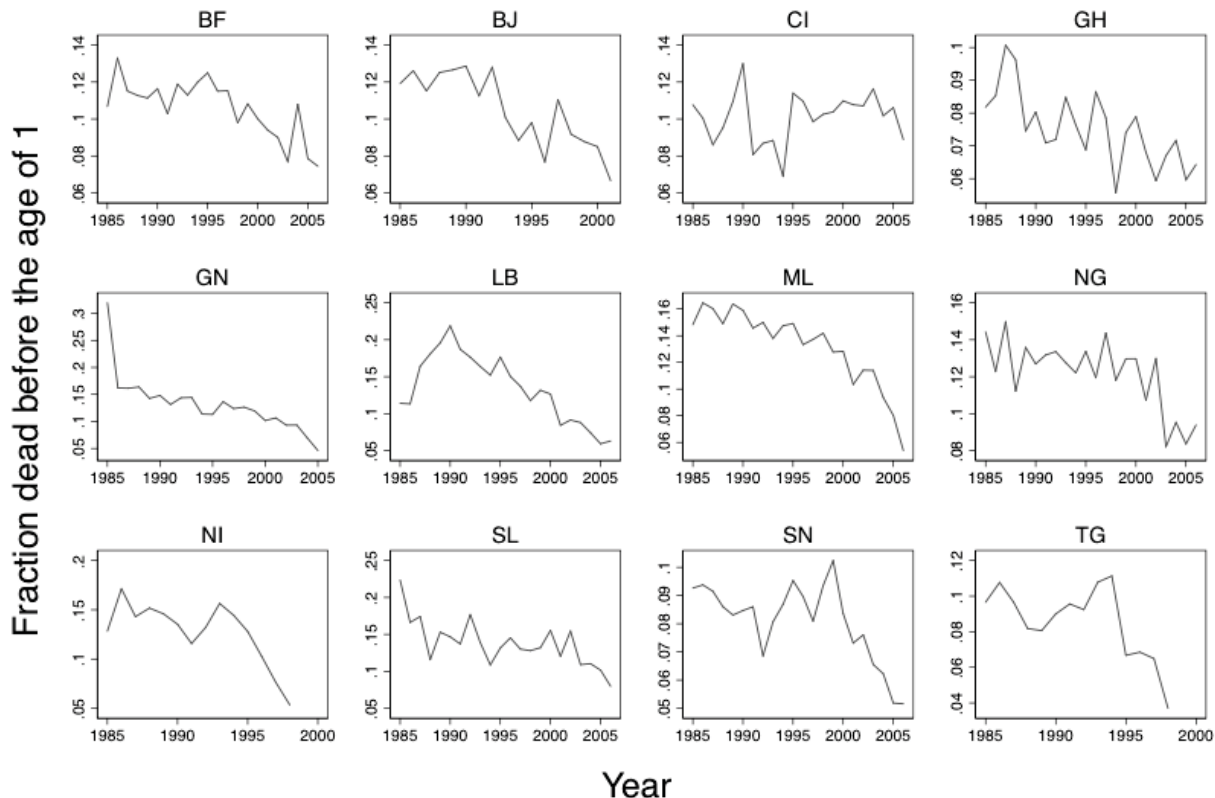 BF BJ CI GH
.14 .14 .14 .1
.12 .12 .12 .09
.1 .1 .1 .08
.08 .08 .08 .07
.06 .06 .06 .06
1985 1990 1995 2000 2005 1985 1990 1995 2000 1985 1990 1995 2000 2005 1985 1990 1995 2000 2005
Fraction dead before the age of 1
GN LB ML NG
.3 .25 .16 .16
.25 .2 .14 .14
.2 .15 .12 .12
.15 .1 .1 .1
.1 .05 .08 .08
.05 .06
1985 1990 1995 2000 2005 1985 1990 1995 2000 2005 1985 1990 1995 2000 2005 1985 1990 1995 2000 2005
NI SL SN TG
.2 .25 .1 .12
.15 .2 .09 .1
.1 .15 .08 .08
.05 .1 .07 .06
.05 .06 .04
.05
1985 1990 1995 2000 1985 1990 1995 2000 2005 1985 1990 1995 2000 2005 1985 1990 1995 2000
Year